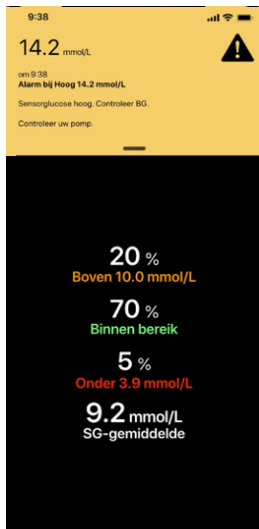 9:38
14.2 mmol/L
om 9:38
Alarm bij Hoog 14.2 mmol/L
Sensorglucose hoog. Controleer BG.
Controleer uw pomp.
20 %
Boven 10.0 mmol/L
70 %
Binnen bereik
5 %
Onder 3.9 mmol/L
9.2 mmol/L
SG-gemiddelde